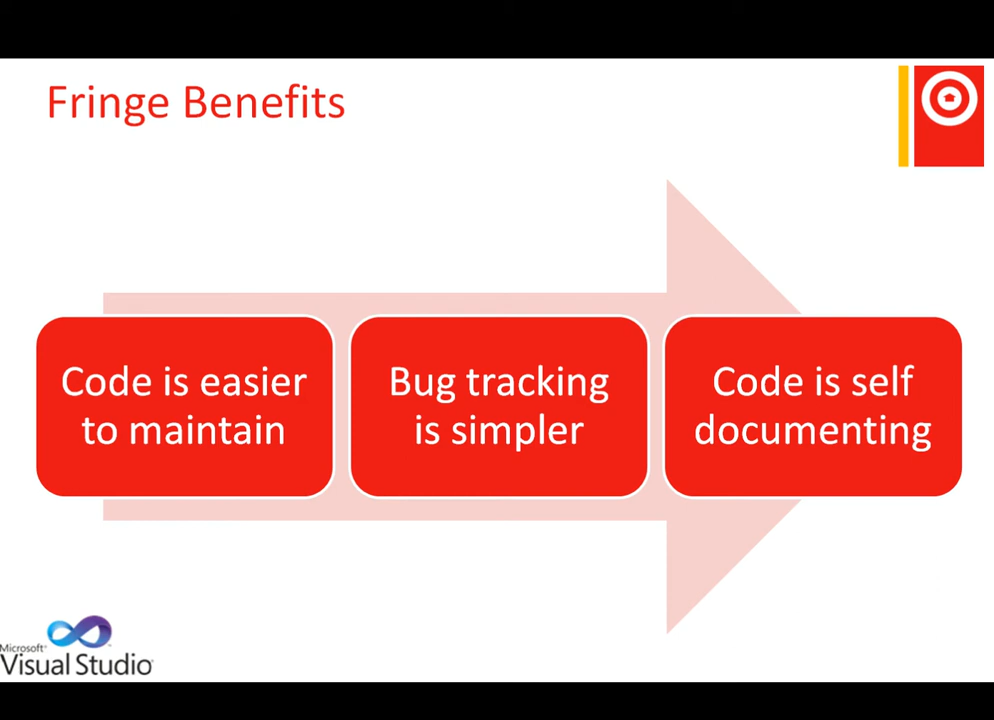 Fringe Benefits
Code is easier
to maintain
Bug tracking
is simpler
Code is self
documenting
Microsoft®
Visual Studio®